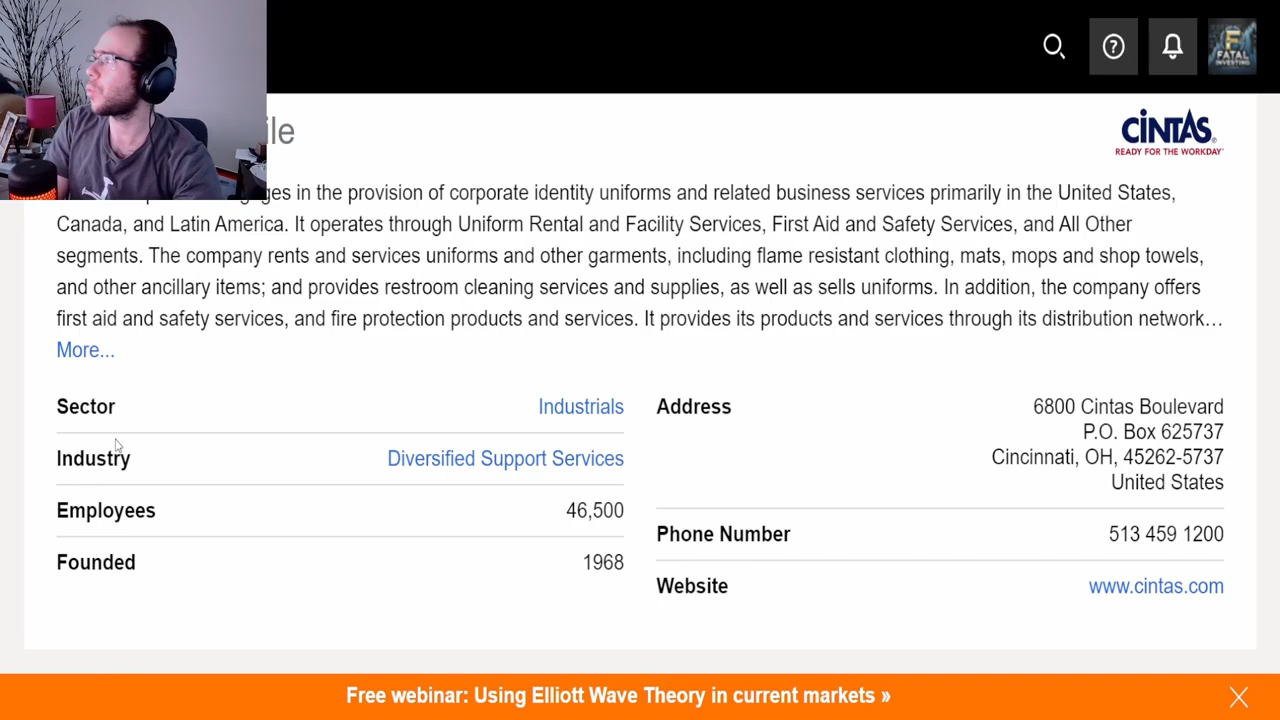 F
FATAL
INVESTING
ile
CINTAS
READY FOR THE WORKDAY
in the provision of corporate identity uniforms and related business services primarily in the United States,
Canada, and Latin America. It operates through Uniform Rental and Facility Services, First Aid and Safety Services, and All Other
segments. The company rents and services uniforms and other garments, including flame resistant clothing, mats, mops and shop towels,
and other ancillary items; and provides restroom cleaning services and supplies, as well as sells uniforms. In addition, the company offers
first aid and safety services, and fire protection products and services. It provides its products and services through its distribution network…
More...
Sector Industrials
Industry Diversified Support Services
Employees 46,500
Founded 1968
Address 6800 Cintas Boulevard
P.O. Box 625737
Cincinnati, OH, 45262-5737
United States
Phone Number 513 459 1200
Website www.cintas.com
Free webinar: Using Elliott Wave Theory in current markets »